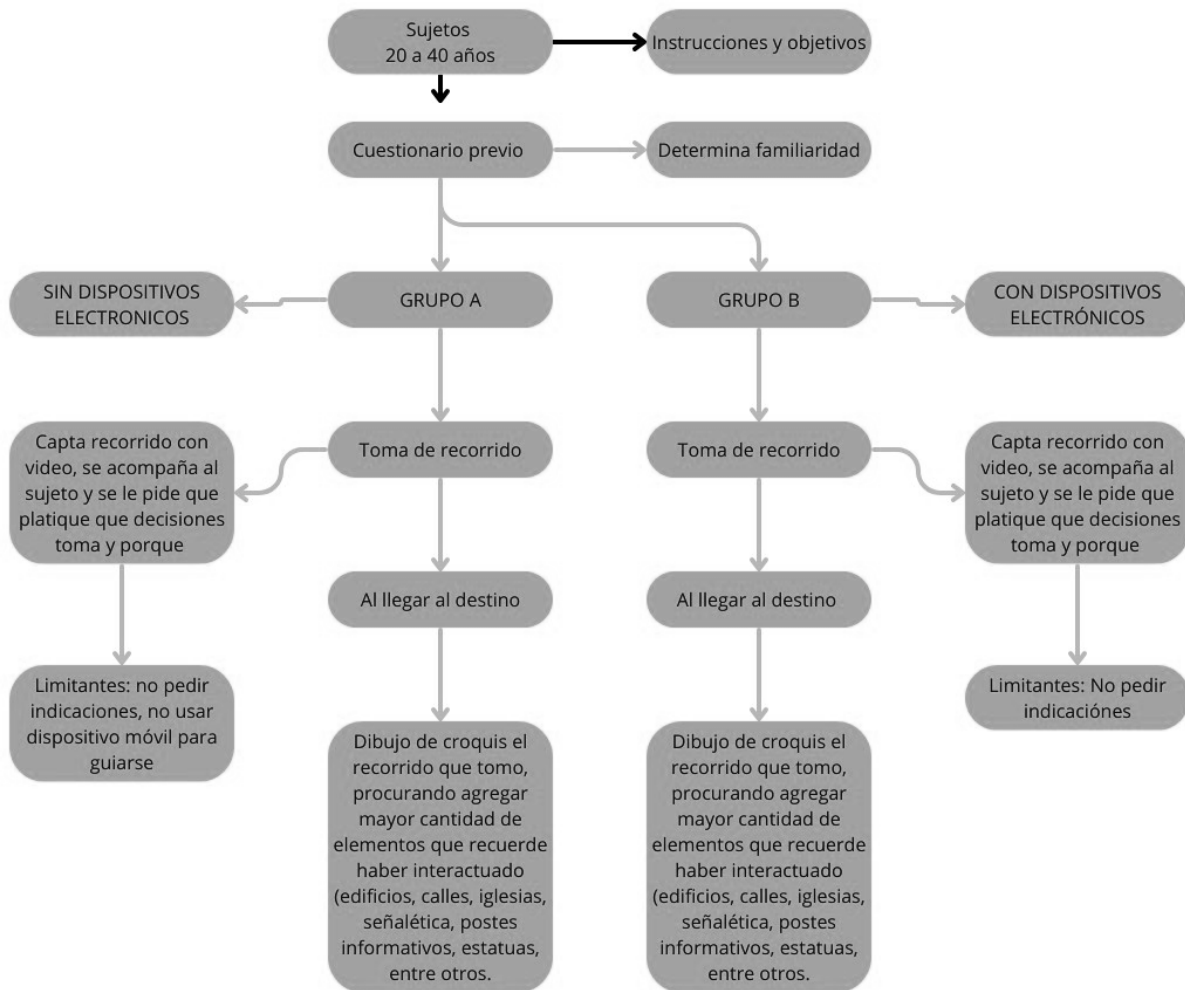 Sujetos
20 a 40 años
Instrucciones y objetivos
Cuestionario previo
Determina familiaridad
SIN DISPOSITIVOS
ELECTRONICOS
GRUPO A
GRUPO B
CON DISPOSITIVOS
ELECTRÓNICOS
Capta recorrido con
video, se acompaña al
sujeto y se le pide que
platique que decisiones
toma y porque
Toma de recorrido
Toma de recorrido
Capta recorrido con
video, se acompaña al
sujeto y se le pide que
platique que decisiones
toma y porque
Al llegar al destino
Al llegar al destino
Limitantes: no pedir
indicaciones, no usar
dispositivo móvil para
guiarse
Limitantes: No pedir
indicaciónes
Dibujo de croquis el
recorrido que tomo,
procurando agregar
mayor cantidad de
elementos que recuerde
haber interactuado
(edificios, calles, iglesias,
señalética, postes
informativos, estatuas,
entre otros.
Dibujo de croquis el
recorrido que tomo,
procurando agregar
mayor cantidad de
elementos que recuerde
haber interactuado
(edificios, calles, iglesias,
señalética, postes
informativos, estatuas,
entre otros.